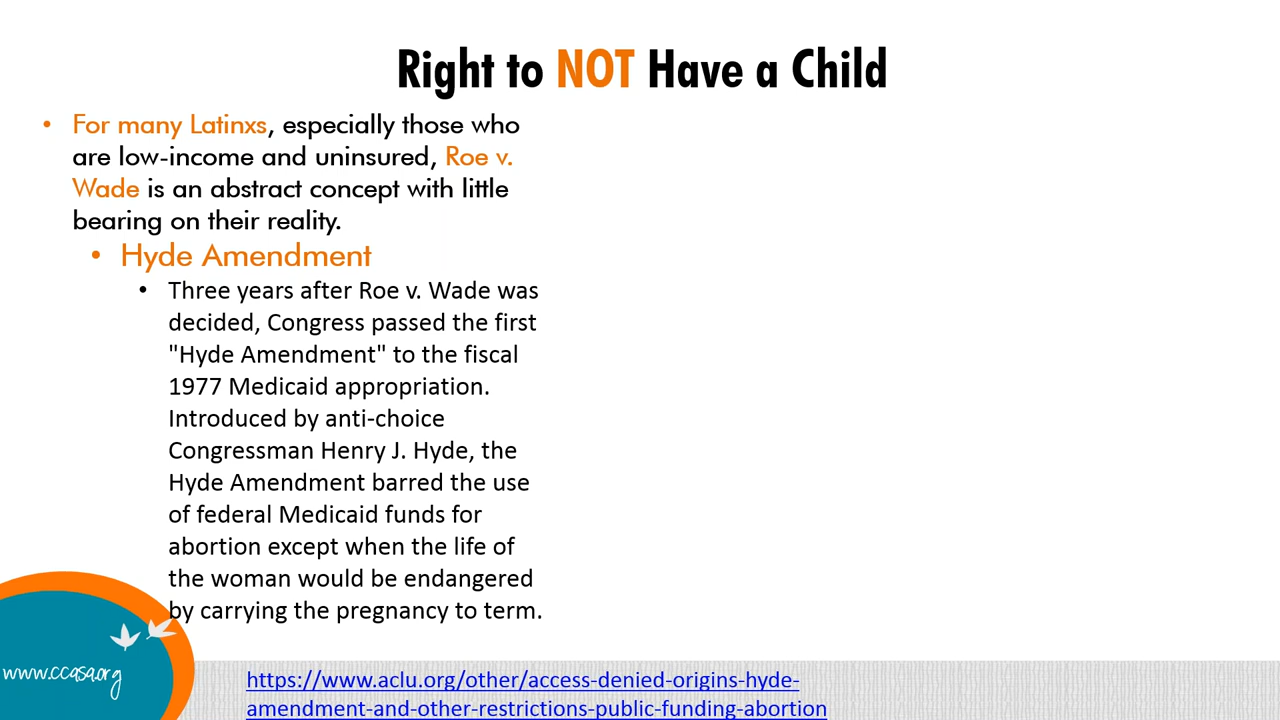 Right to NOT Have a Child
• For many Latinxs, especially those who
are low-income and uninsured, Roe v.
Wade is an abstract concept with little
bearing on their reality.
• Hyde Amendment
• Three years after Roe v. Wade was
decided, Congress passed the first
"Hyde Amendment" to the fiscal
1977 Medicaid appropriation.
Introduced by anti-choice
Congressman Henry J. Hyde, the
Hyde Amendment barred the use
of federal Medicaid funds for
abortion except when the life of
the woman would be endangered
by carrying the pregnancy to term.
www.ccasa.org
https://www.aclu.org/other/access-denied-origins-hyde-
amendment-and-other-restrictions-public-funding-abortion